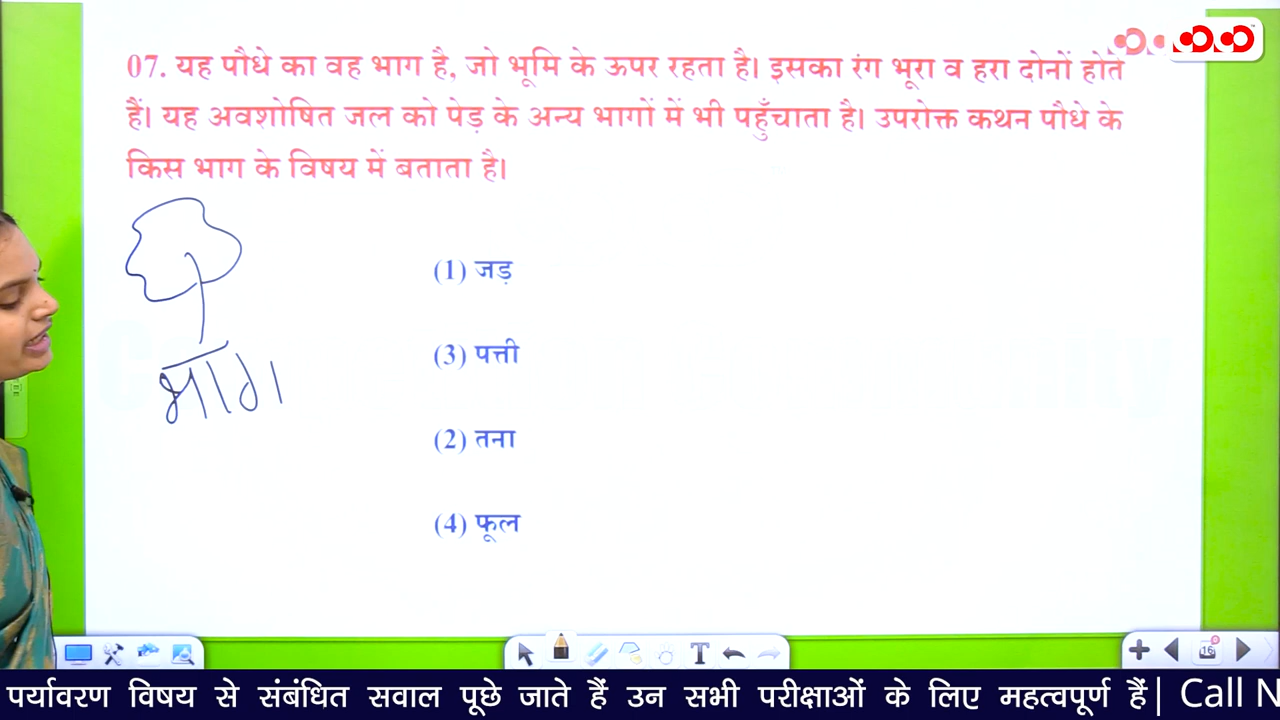 07. यह पौधे का वह भाग है, जो भूमि के ऊपर रहता है। इसका रंग भूरा व हरा दोनों होते
हैं। यह अवशोषित जल को पेड़ के अन्य भागों में भी पहुँचाता है। उपरोक्त कथन पौधे के
किस भाग के विषय में बताता है।
(1) जड़
(3) पत्ती
भाग
(2) तना
(4) फूल
T
16
पर्यावरण विषय से संबंधित सवाल पूछे जाते हैं उन सभी परीक्षाओं के लिए महत्वपूर्ण हैं| Call N